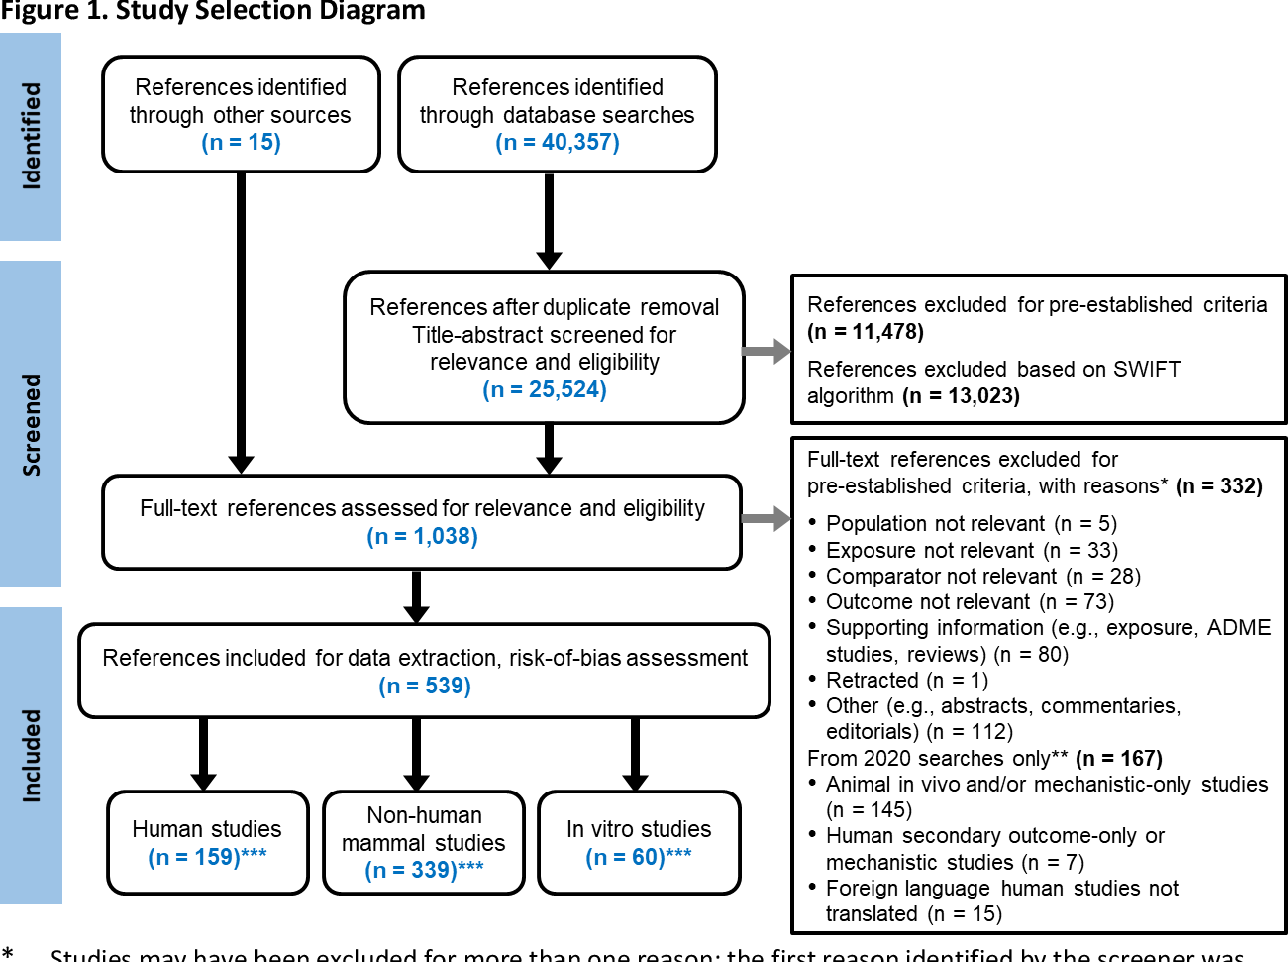 Figure 1. Study Selection Diagram
Identified
References identified
through other sources
(n = 15)
References identified
through database searches
(n = 40,357)
Screened
References after duplicate removal
Title-abstract screened for
relevance and eligibility
(n = 25,524)
References excluded for pre-established criteria
(n = 11,478)
References excluded based on SWIFT
algorithm (n = 13,023)
Full-text references assessed for relevance and eligibility
(n = 1,038)
Full-text references excluded for
pre-established criteria, with reasons* (n = 332)
• Population not relevant (n = 5)
• Exposure not relevant (n = 33)
• Comparator not relevant (n = 28)
• Outcome not relevant (n = 73)
• Supporting information (e.g., exposure, ADME
studies, reviews) (n = 80)
• Retracted (n = 1)
• Other (e.g., abstracts, commentaries,
editorials) (n = 112)
From 2020 searches only** (n = 167)
• Animal in vivo and/or mechanistic-only studies
(n = 145)
• Human secondary outcome-only or
mechanistic studies (n = 7)
• Foreign language human studies not
translated (n = 15)
Included
References included for data extraction, risk-of-bias assessment
(n = 539)
Human studies
(n = 159)***
Non-human
mammal studies
(n = 339)***
In vitro studies
(n = 60)***
* Studies may have been excluded for more than one reason; the first reason identified by the screener was